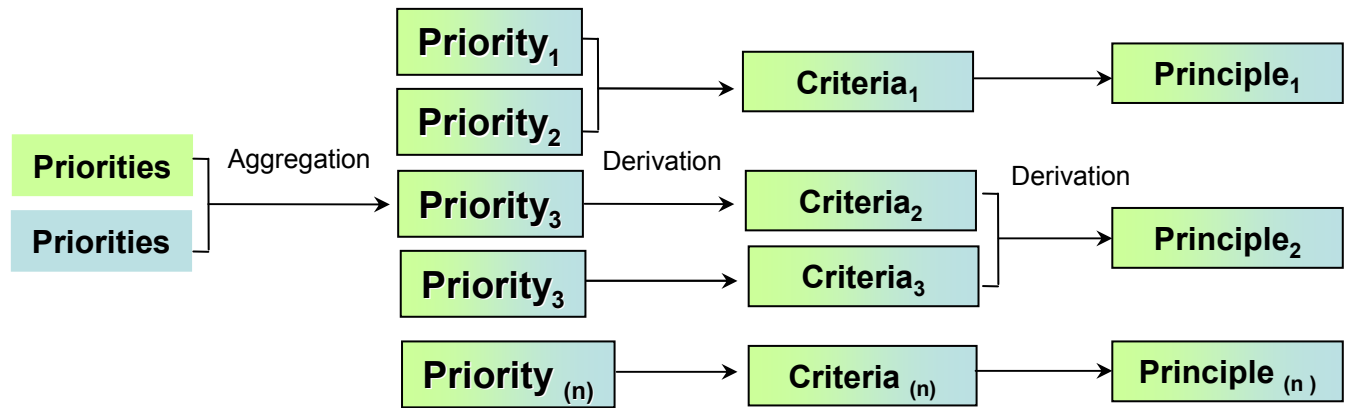 Priorities
Priorities
Aggregation
Priority₁
Priority₂
Priority₃
Priority₃
Priority (n)
Derivation
Criteria₁
Criteria₂
Criteria₃
Criteria (n)
Derivation
Principle₁
Principle₂
Principle (n )